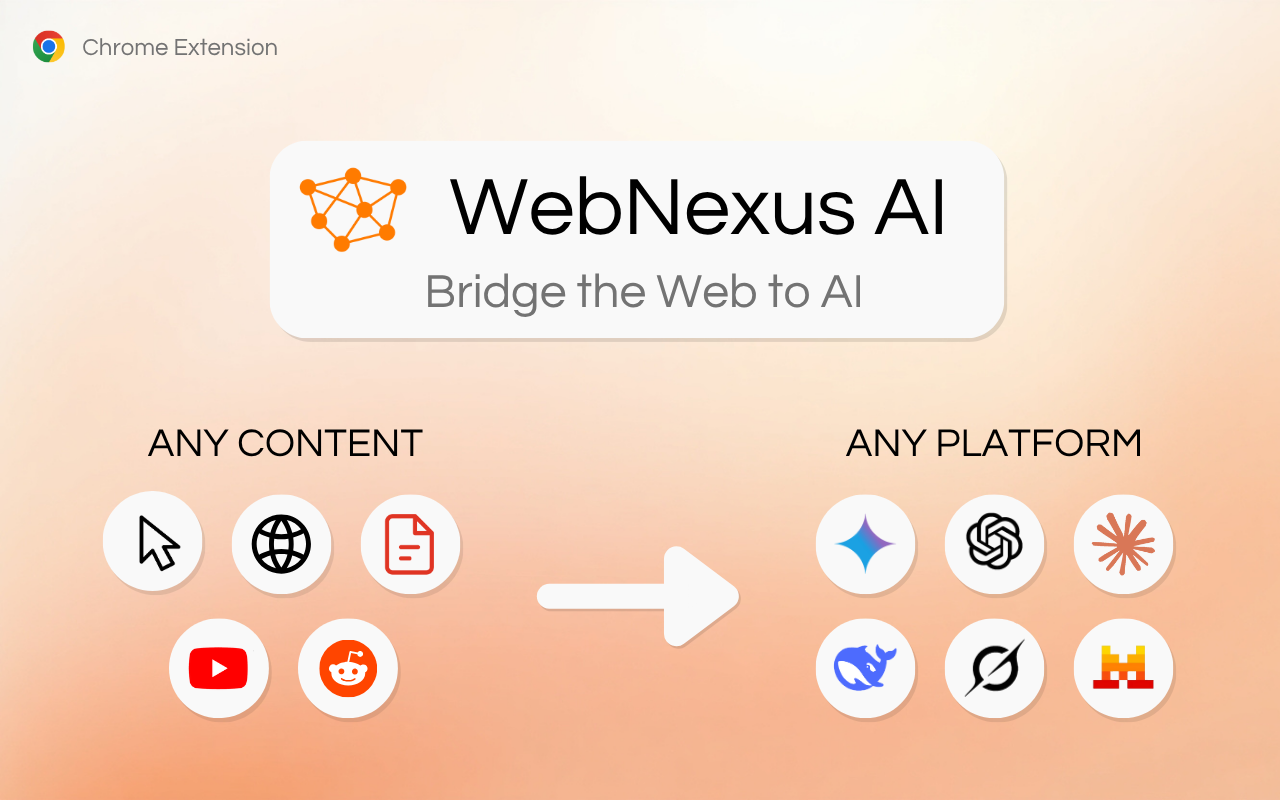 Chrome Extension
WebNexus AI
Bridge the Web to AI
ANY CONTENT
ANY PLATFORM